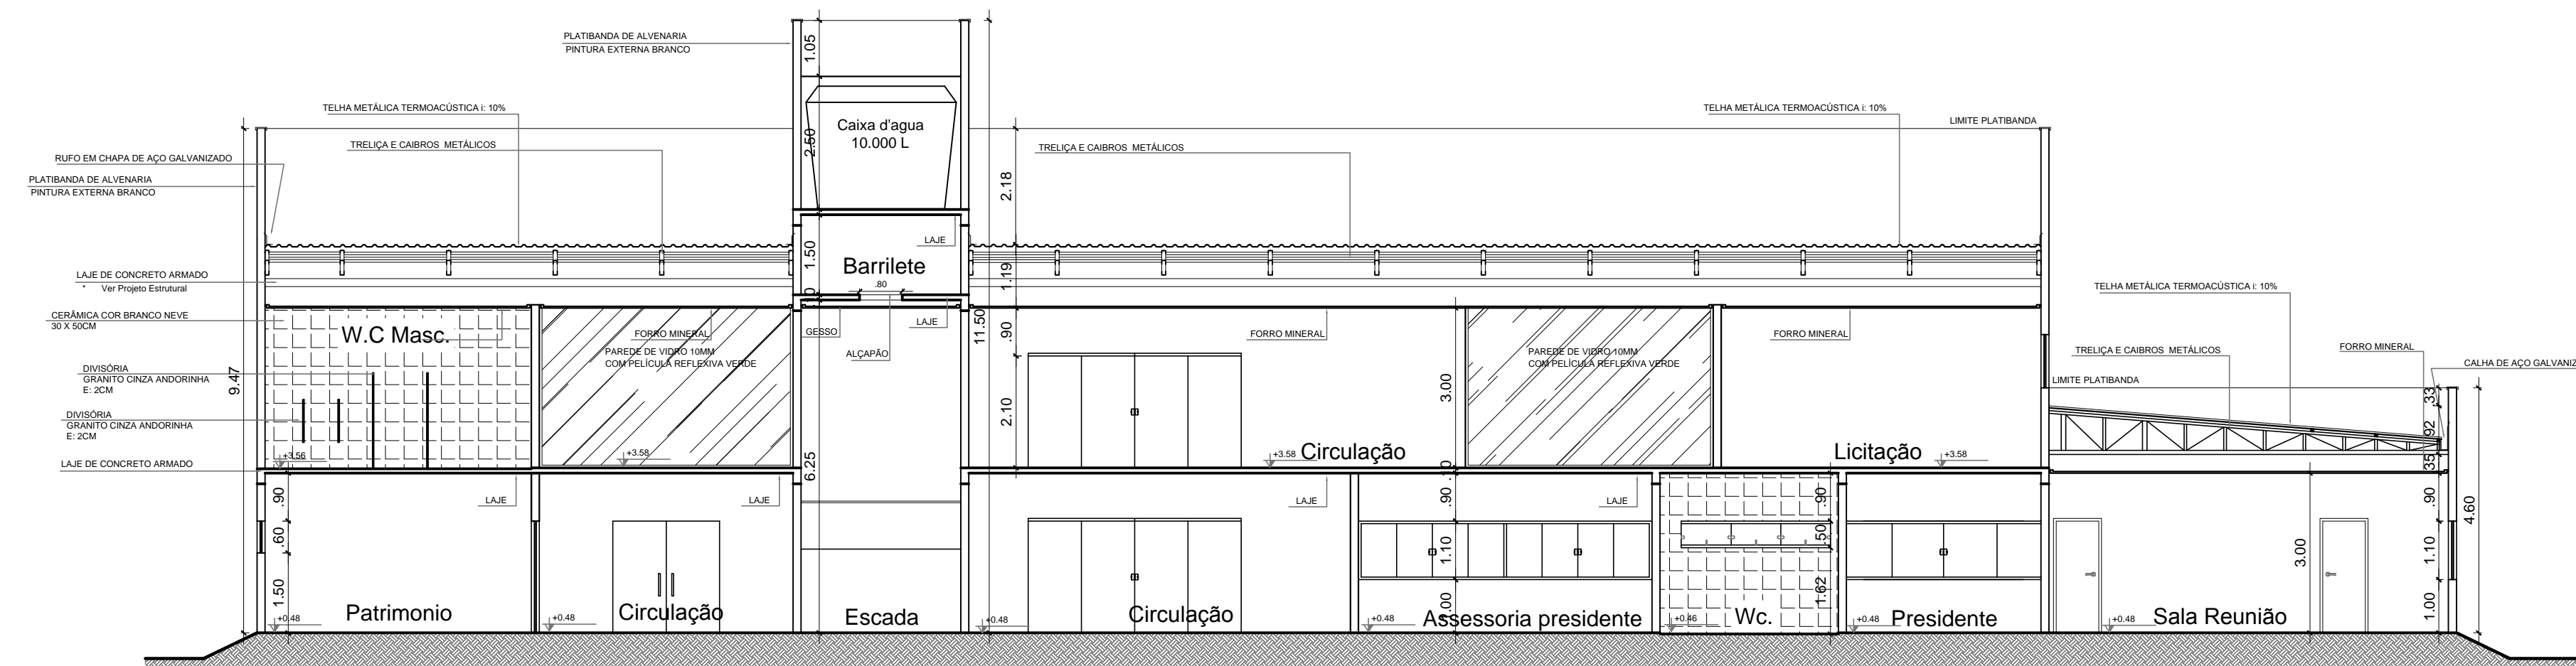 PLATIBANDA DE ALVENARIA
PINTURA EXTERNA BRANCO
1.05
TELHA METÁLICA TERMOACÚSTICA i: 10%
TELHA METÁLICA TERMOACÚSTICA i: 10%
LIMITE PLATIBANDA
Caixa d'agua
10.000 L
2.50
TRELIÇA E CAIBROS METÁLICOS
TRELIÇA E CAIBROS METÁLICOS
RUFO EM CHAPA DE AÇO GALVANIZADO
PLATIBANDA DE ALVENARIA
PINTURA EXTERNA BRANCO
2.18
LAJE
1.50
Barrilete
1.19
.80
LAJE DE CONCRETO ARMADO
* Ver Projeto Estrutural
TELHA METÁLICA TERMOACÚSTICA i: 10%
CERÂMICA COR BRANCO NEVE
30 X 50CM
W.C Masc.
FORRO MINERAL
PAREDE DE VIDRO 10MM
COM PELÍCULA REFLEXIVA VERDE
GESSO
LAJE
ALÇAPÃO
11.50
.90
FORRO MINERAL
PAREDE DE VIDRO 10MM
COM PELÍCULA REFLEXIVA VERDE
FORRO MINERAL
TRELIÇA E CAIBROS METÁLICOS
FORRO MINERAL
CALHA DE AÇO GALVANIZ
LIMITE PLATIBANDA
DIVISÓRIA
GRANITO CINZA ANDORINHA
E: 2CM
9.47
DIVISÓRIA
GRANITO CINZA ANDORINHA
E: 2CM
2.10
3.00
.33
.92
.35
LAJE DE CONCRETO ARMADO
+3.56
+3.58
6.25
+3.58
Circulação
.10
Licitação
+3.58
.90
LAJE
LAJE
LAJE
.90
LAJE
.90
.90
4.60
.60
1.10
.50
3.00
1.10
1.50
1.62
1.00
+0.48
Patrimonio
+0.48
Circulação
Escada
+0.48
Circulação
+0.48
Assessoria presidente
+0.46
Wc.
+0.48
Presidente
+0.48
Sala Reunião